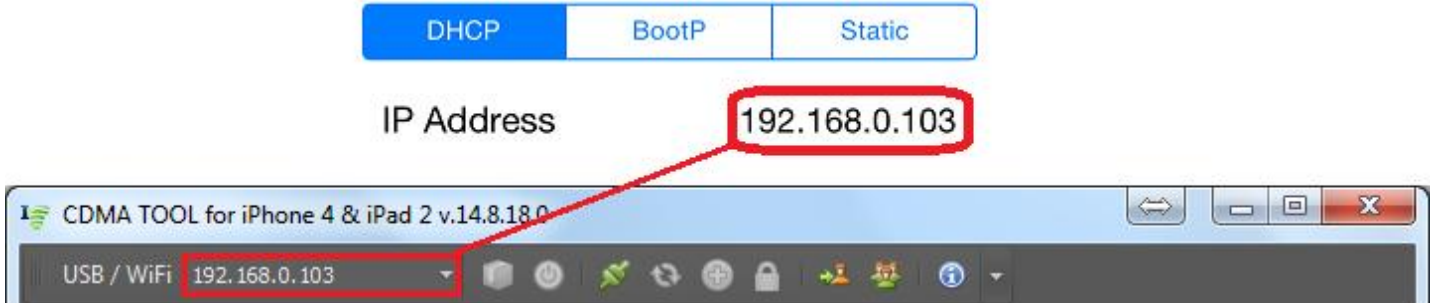 DHCP BootP Static
IP Address 192.168.0.103
CDMA TOOL for iPhone 4 & iPad 2 v.14.8.18.0
USB / WiFi 192.168.0.103